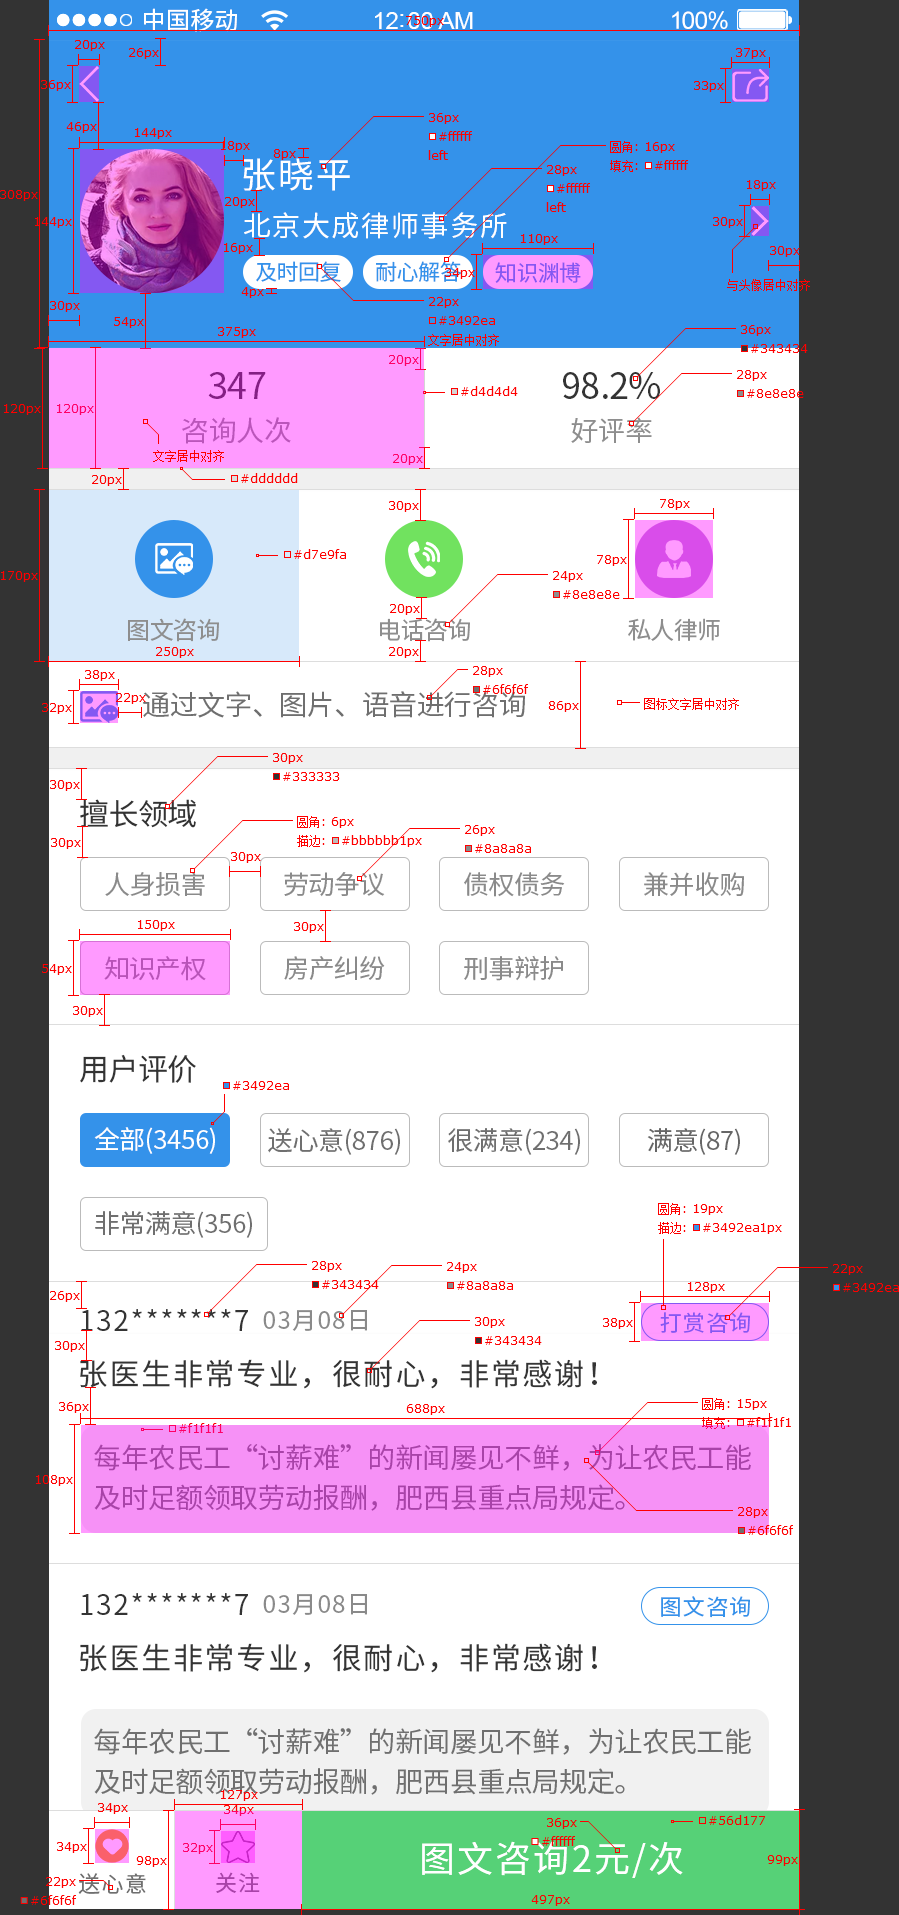 中国移动 12:00 AM 100%
750px
20px 26px 37px
36px 33px
46px 144px 36px
#ffffff
left
18px 8px 圆角: 16px
填充: #ffffff
张晓平 28px
#ffffff
left
18px
308px 144px 20px 30px
北京大成律师事务所
16px 110px 30px
及时回复 耐心解答 34px 知识渊博
与头像居中对齐
4px 22px
#3492ea
文字居中对齐
30px 54px 375px
36px
#343434
20px
347 98.2% 28px
#8e8e8e
#d4d4d4
120px 120px
咨询人次 好评率
文字居中对齐 20px
20px #dddddd
30px 78px
#d7e9fa 78px
170px 24px
#8e8e8e
20px
图文咨询 电话咨询 私人律师
250px 20px
38px 28px
#6f6f6f
32px 22px 通过文字、图片、语音进行咨询 86px 图标文字居中对齐
30px
#333333
30px
擅长领域 圆角: 6px
描边: #bbbbbb1px
26px
#8a8a8a
30px 30px
人身损害 劳动争议 债权债务 兼并收购
150px 30px
54px 知识产权 房产纠纷 刑事辩护
30px
用户评价
#3492ea
全部(3456) 送心意(876) 很满意(234) 满意(87)
非常满意(356)
圆角: 19px
描边: #3492ea1px
28px
#343434
24px
#8a8a8a
22px
#3492ea
26px 128px
132*******7 03月08日 38px 打赏咨询
30px 30px
#343434
张医生非常专业，很耐心，非常感谢！
36px 688px 圆角: 15px
填充: #f1f1f1
#f1f1f1
每年农民工“讨薪难”的新闻屡见不鲜，为让农民工能
108px 及时足额领取劳动报酬，肥西县重点局规定。
28px
#6f6f6f
132*******7 03月08日 图文咨询
张医生非常专业，很耐心，非常感谢！
每年农民工“讨薪难”的新闻屡见不鲜，为让农民工能
及时足额领取劳动报酬，肥西县重点局规定。
127px
34px 34px
36px
#ffffff
#56d177
34px 32px 图文咨询2元/次
98px 99px
22px
#6f6f6f
送心意 关注
497px